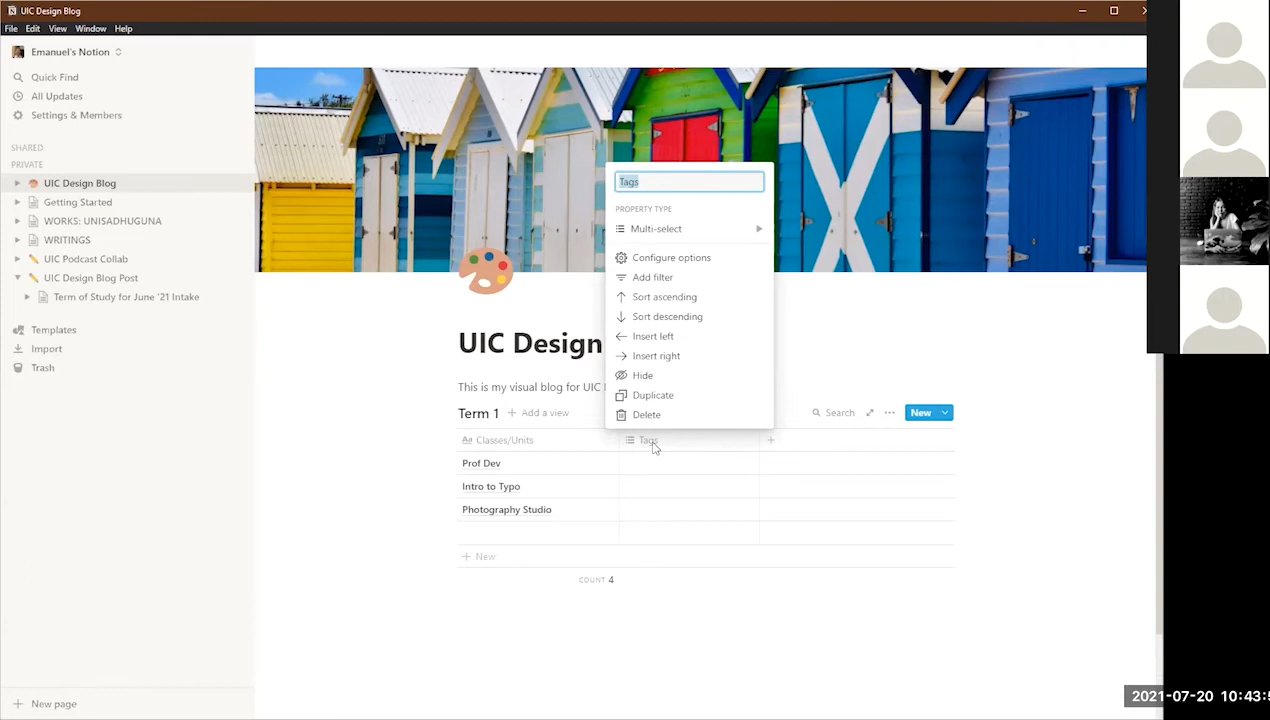 UIC Design Blog
File Edit View Window Help
Emanuel's Notion
Quick Find
All Updates
Settings & Members
SHARED
PRIVATE
UIC Design Blog
Getting Started
WORKS: UNISADHUGUNA
WRITINGS
UIC Podcast Collab
UIC Design Blog Post
Term of Study for June '21 Intake
Templates
Import
Trash
New page
Tags
PROPERTY TYPE
Multi-select
Configure options
Add filter
Sort ascending
Sort descending
Insert left
Insert right
Hide
Duplicate
Delete
UIC Design
This is my visual blog for UIC
Term 1 + Add a view Search New
Classes/Units Tags
Prof Dev
Intro to Typo
Photography Studio
+ New
COUNT 4
2021-07-20 10:43:5